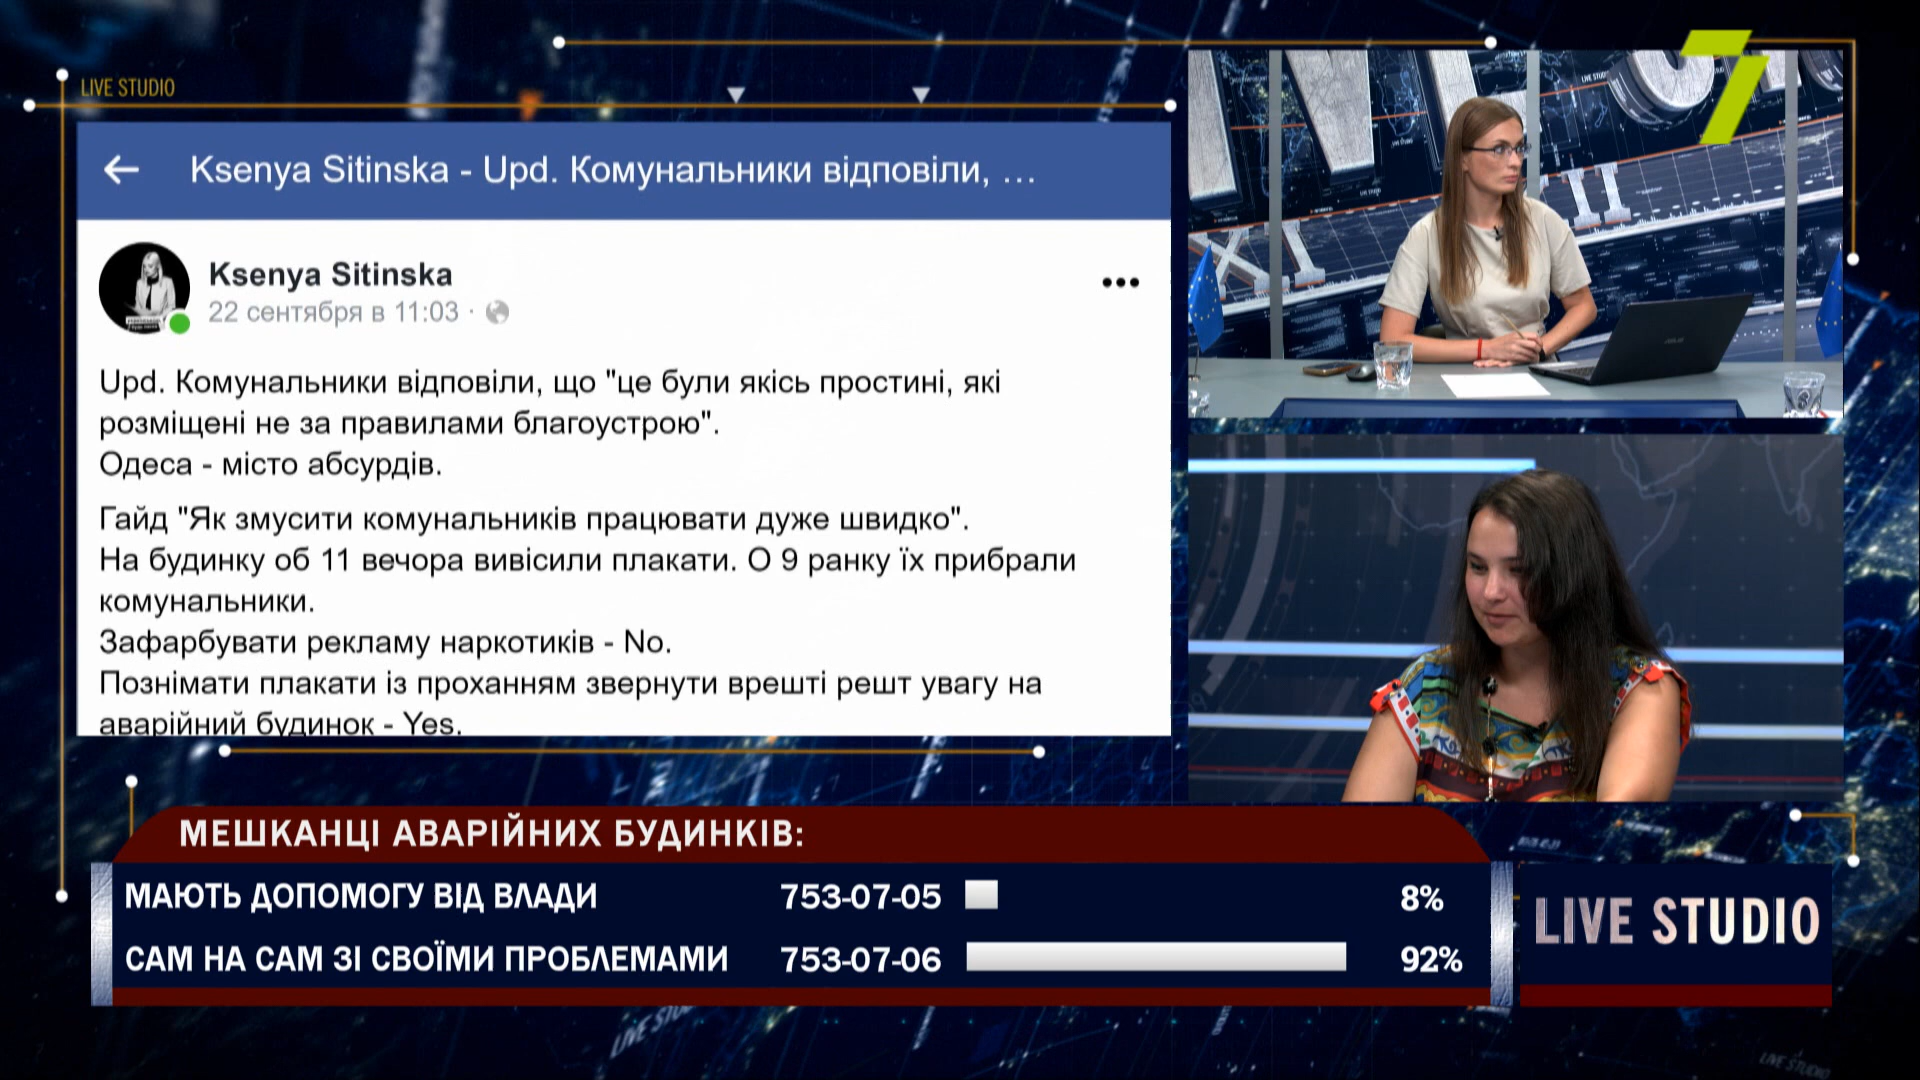 LIVE STUDIO
Ksenya Sitinska - Upd. Комунальники відповіли, ...
Ksenya Sitinska
22 сентября в 11:03 ·
Upd. Комунальники відповіли, що "це були якісь простині, які
розміщені не за правилами благоустрою".
Одеса - місто абсурдів.
Гайд "Як змусити комунальників працювати дуже швидко".
На будинку об 11 вечора вивісили плакати. О 9 ранку їх прибрали
комунальники.
Зафарбувати рекламу наркотиків - No.
Познімати плакати із проханням звернути врешті решт увагу на
аварійний будинок - Yes.
7
XI
II
МЕШКАНЦІ АВАРІЙНИХ БУДИНКІВ:
МАЮТЬ ДОПОМОГУ ВІД ВЛАДИ 753-07-05 8%
САМ НА САМ ЗІ СВОЇМИ ПРОБЛЕМАМИ 753-07-06 92%
LIVE STUDIO
LIVE STUDIO